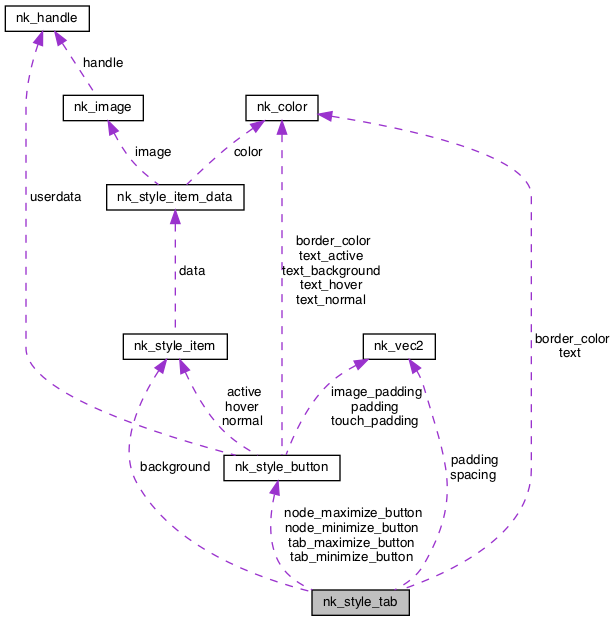 nk_handle
handle
nk_image
nk_color
image
color
nk_style_item_data
userdata
border_color
text_active
text_background
text_hover
text_normal
data
nk_style_item
nk_vec2
border_color
text
active
hover
normal
image_padding
padding
touch_padding
background
nk_style_button
padding
spacing
node_maximize_button
node_minimize_button
tab_maximize_button
tab_minimize_button
nk_style_tab